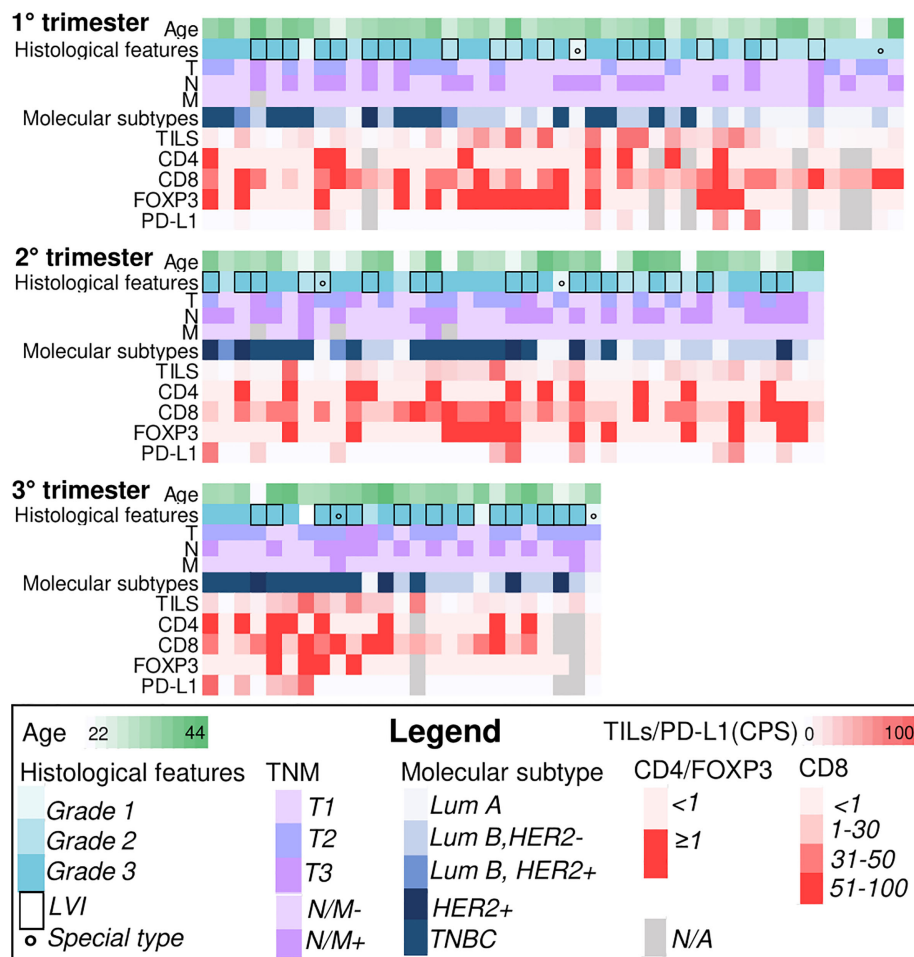 1° trimester Age
Histological features
T
N
M
Molecular subtypes
TILS
CD4
CD8
FOXP3
PD-L1
2° trimester Age
Histological features
T
N
M
Molecular subtypes
TILS
CD4
CD8
FOXP3
PD-L1
3° trimester Age
Histological features
T
N
M
Molecular subtypes
TILS
CD4
CD8
FOXP3
PD-L1
Age 22 44 Legend TILs/PD-L1(CPS) 0 100
Histological features TNM Molecular subtype CD4/FOXP3 CD8
Grade 1 T1 Lum A <1 <1
Grade 2 T2 Lum B,HER2- ≥1 1-30
Grade 3 T3 Lum B, HER2+ 31-50
LVI N/M- HER2+ 51-100
Special type N/M+ TNBC N/A